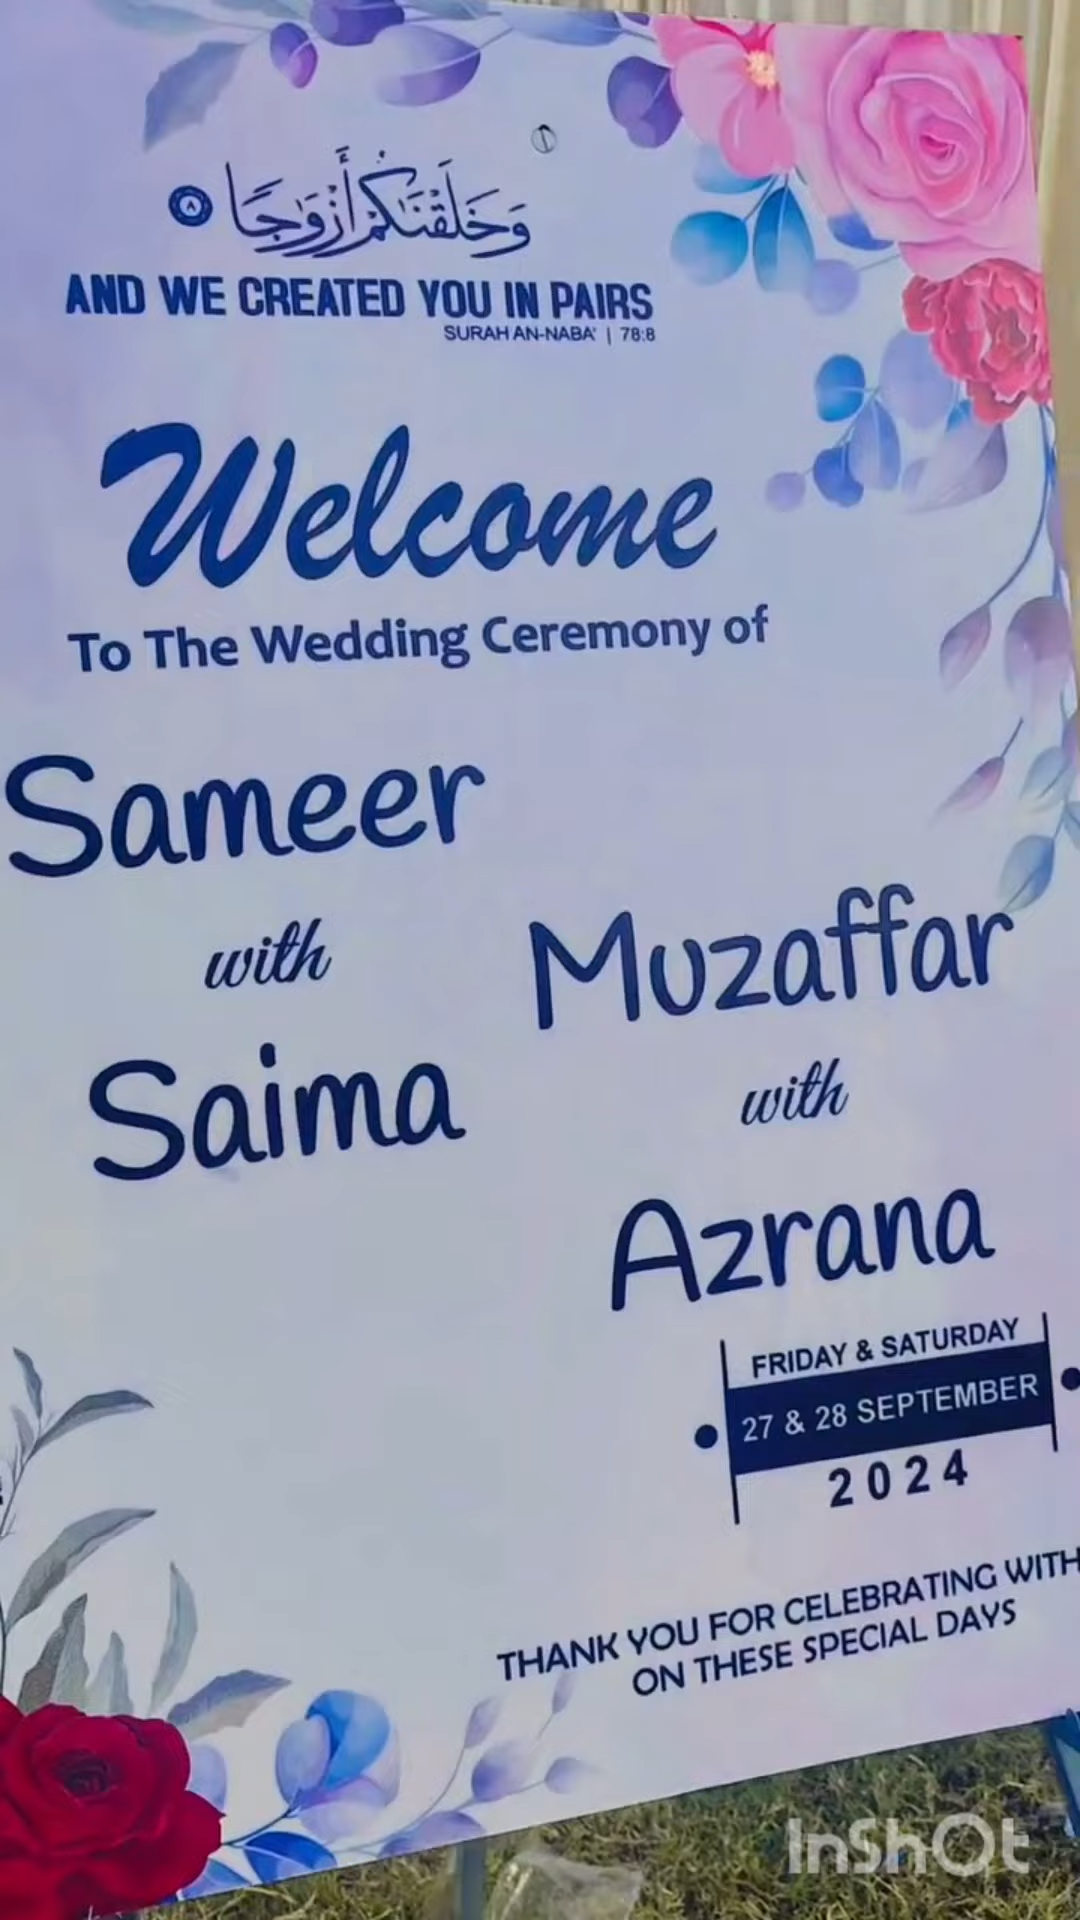 وَخَلَقْنَٰكُمْ أَزْوَٰجًا ٨
AND WE CREATED YOU IN PAIRS
SURAH AN-NABA' | 78:8
Welcome
To The Wedding Ceremony of
Sameer
with
Saima
Muzaffar
with
Azrana
FRIDAY & SATURDAY
27 & 28 SEPTEMBER
2024
THANK YOU FOR CELEBRATING WITH
ON THESE SPECIAL DAYS
InShOt